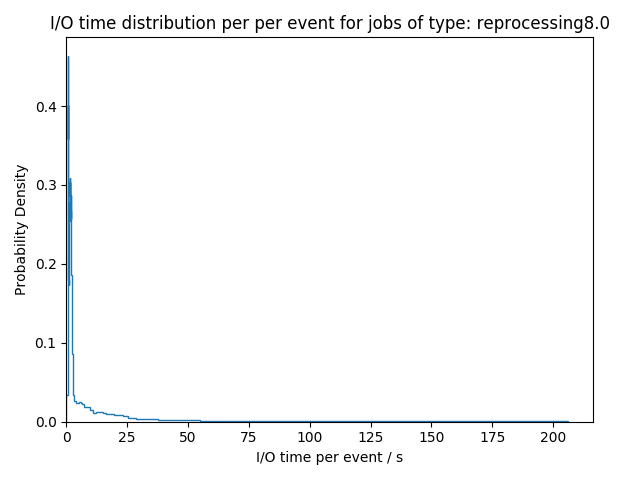 I/O time distribution per per event for jobs of type: reprocessing8.0
0.4
0.3
0.2
0.1
0.0
Probability Density
0 25 50 75 100 125 150 175 200
I/O time per event / s